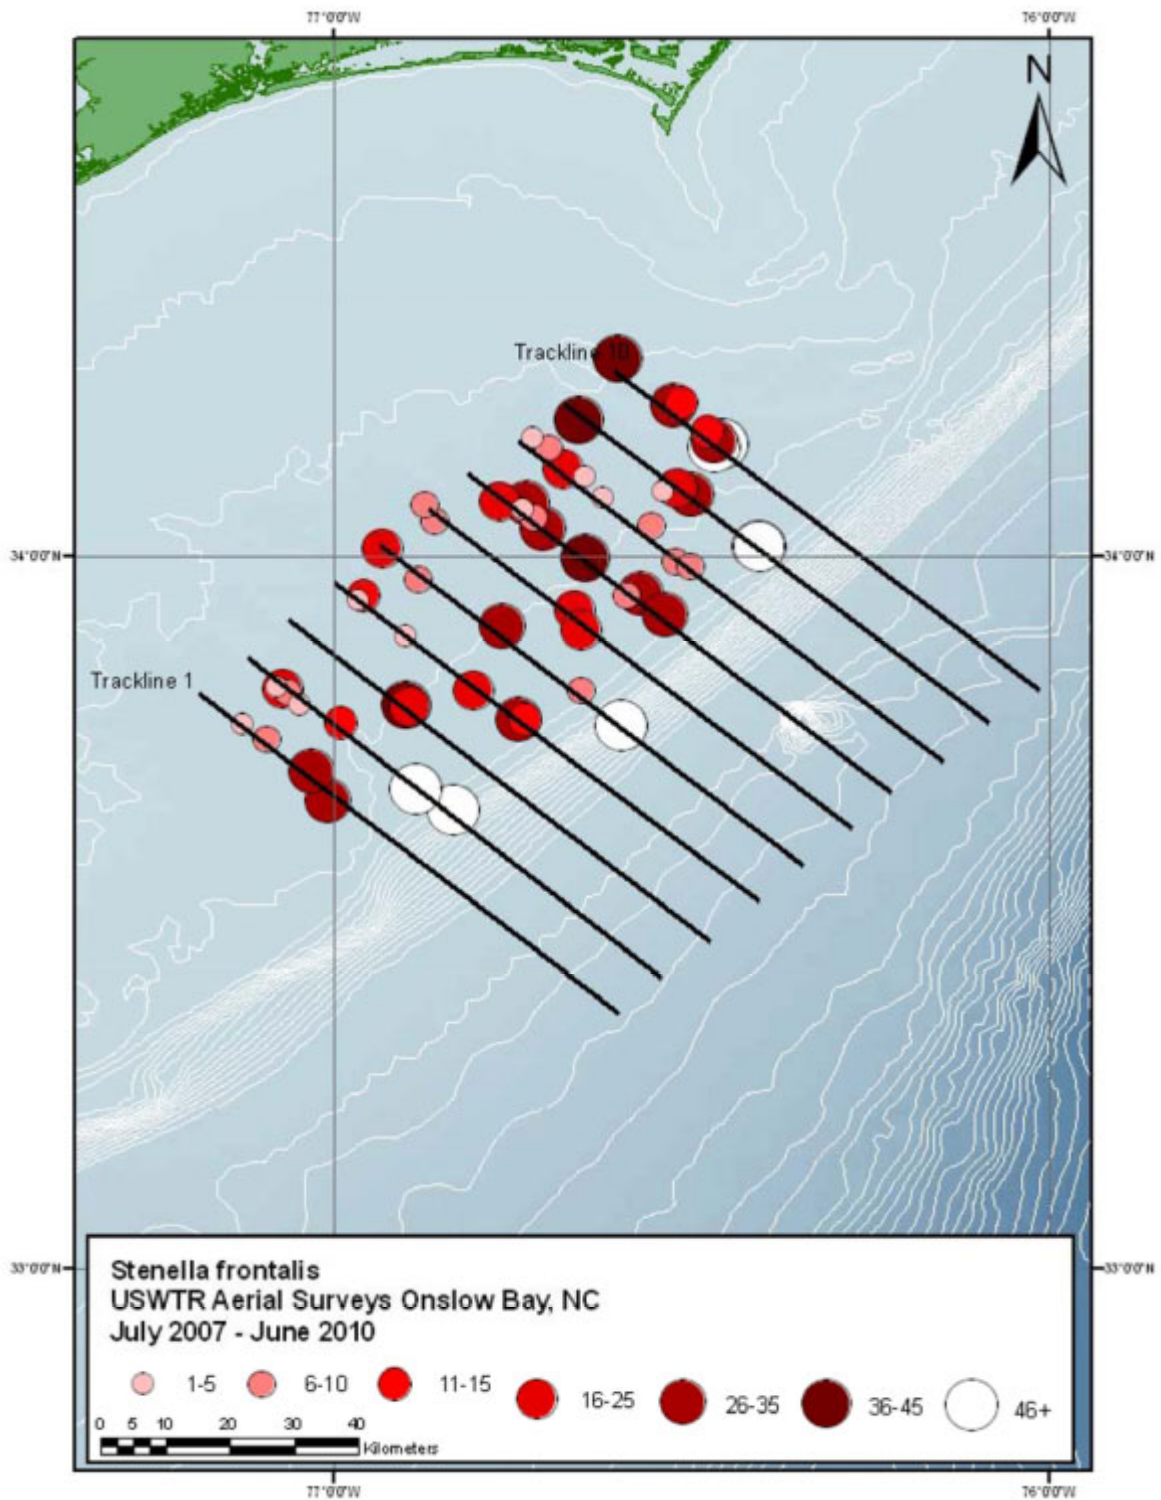 77°0'0"W 76°0'0"W
N
Trackline 10
34°0'0"N 34°0'0"N
Trackline 1
33°0'0"N 33°0'0"N
Stenella frontalis
USWTR Aerial Surveys Onslow Bay, NC
July 2007 - June 2010
1-5 6-10 11-15 16-25 26-35 36-45 46+
0 5 10 20 30 40
Kilometers
77°0'0"W 76°0'0"W